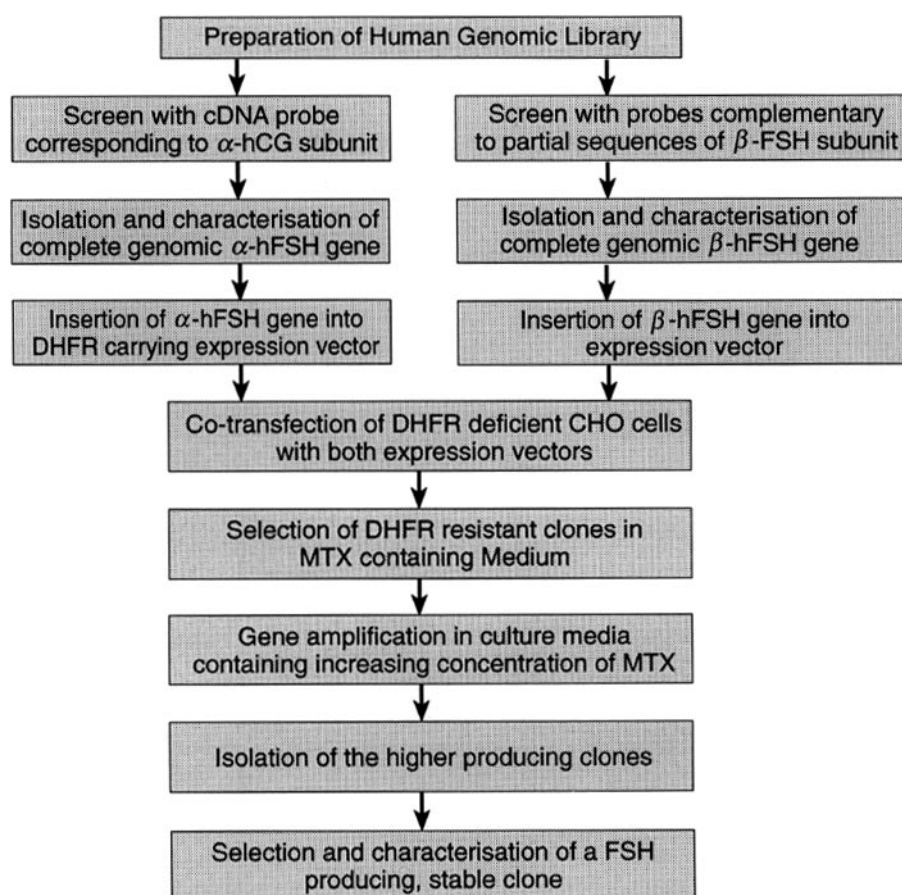 Preparation of Human Genomic Library
Screen with cDNA probe
corresponding to α-hCG subunit
Screen with probes complementary
to partial sequences of β-FSH subunit
Isolation and characterisation of
complete genomic α-hFSH gene
Isolation and characterisation of
complete genomic β-hFSH gene
Insertion of α-hFSH gene into
DHFR carrying expression vector
Insertion of β-hFSH gene into
expression vector
Co-transfection of DHFR deficient CHO cells
with both expression vectors
Selection of DHFR resistant clones in
MTX containing Medium
Gene amplification in culture media
containing increasing concentration of MTX
Isolation of the higher producing clones
Selection and characterisation of a FSH
producing, stable clone